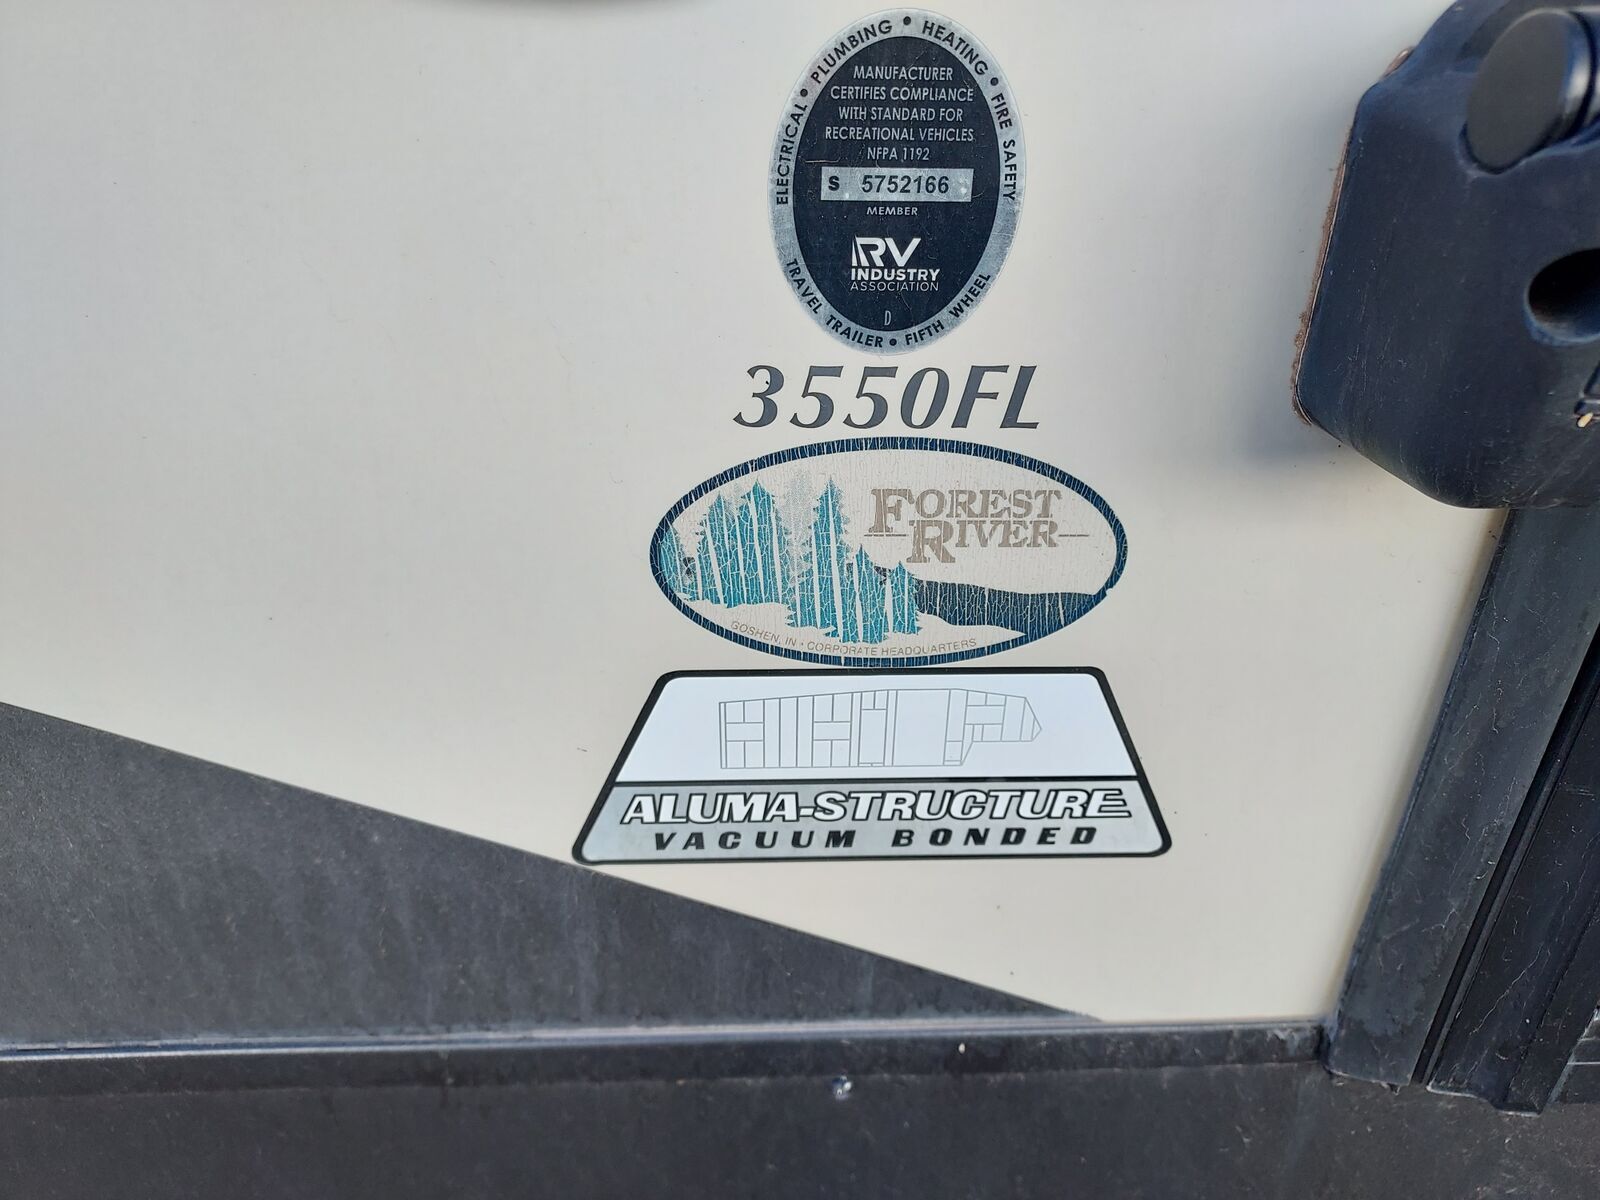 ELECTRICAL • PLUMBING • HEATING • FIRE SAFETY
MANUFACTURER
CERTIFIES COMPLIANCE
WITH STANDARD FOR
RECREATIONAL VEHICLES
NFPA 1192
S 5752166
MEMBER
RV
INDUSTRY
ASSOCIATION
D
TRAVEL TRAILER • FIFTH WHEEL
3550FL
FOREST
RIVER
GOSHEN, IN • CORPORATE HEADQUARTERS
ALUMA-STRUCTURE
VACUUM BONDED